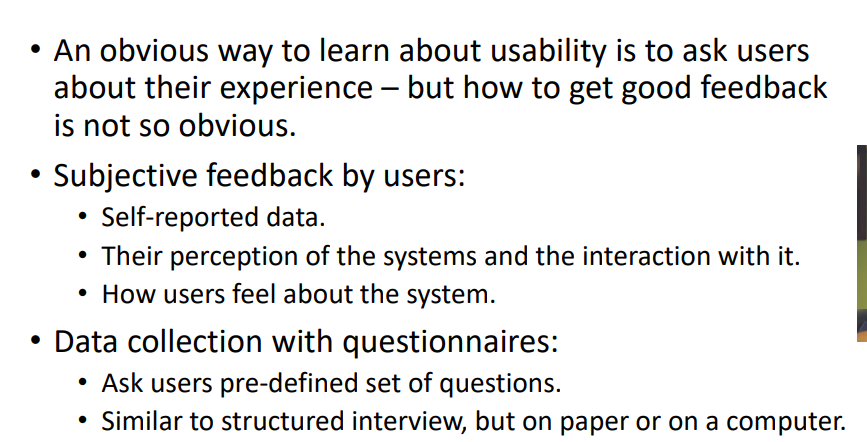 • An obvious way to learn about usability is to ask users
about their experience – but how to get good feedback
is not so obvious.
• Subjective feedback by users:
• Self-reported data.
• Their perception of the systems and the interaction with it.
• How users feel about the system.
• Data collection with questionnaires:
• Ask users pre-defined set of questions.
• Similar to structured interview, but on paper or on a computer.